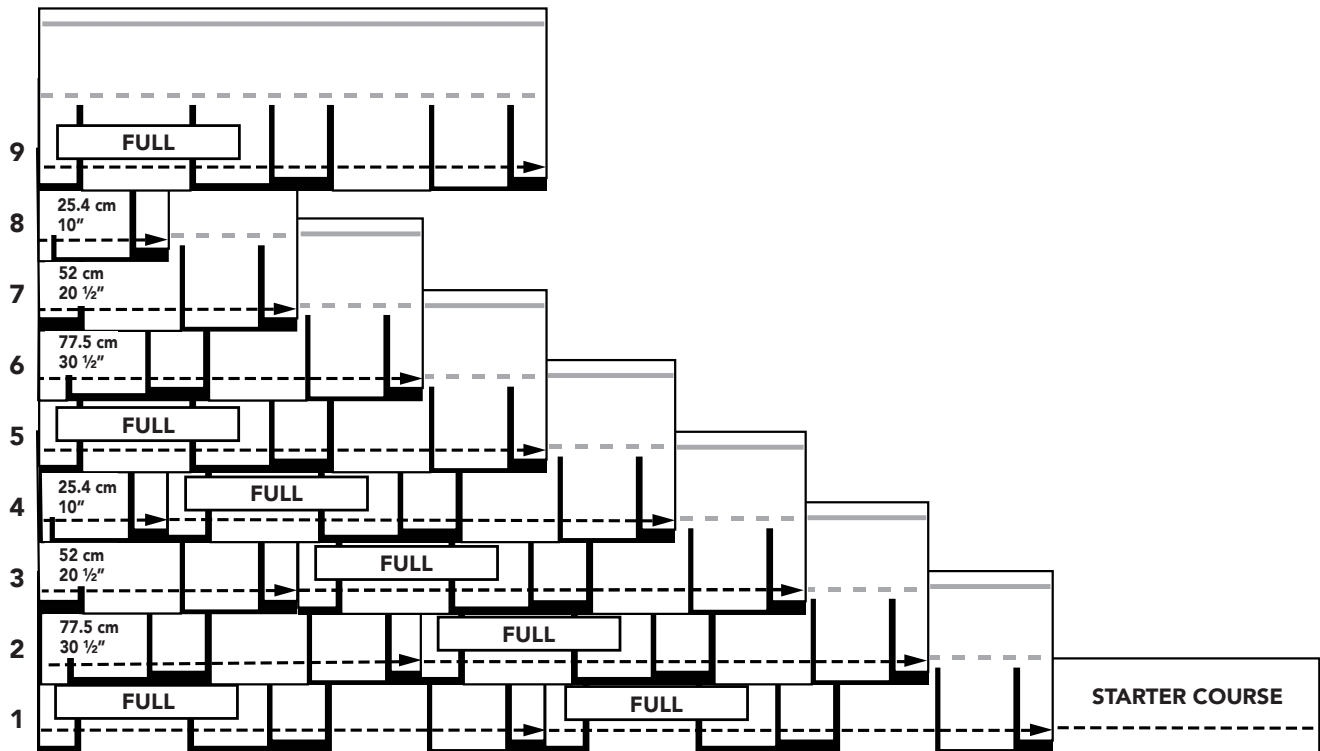 FULL
9
25.4 cm
10"
8
52 cm
20 ½"
7
77.5 cm
30 ½"
6
FULL
5
25.4 cm
10"
FULL
4
52 cm
20 ½"
FULL
3
77.5 cm
30 ½"
FULL
2
FULL
FULL
STARTER COURSE
1